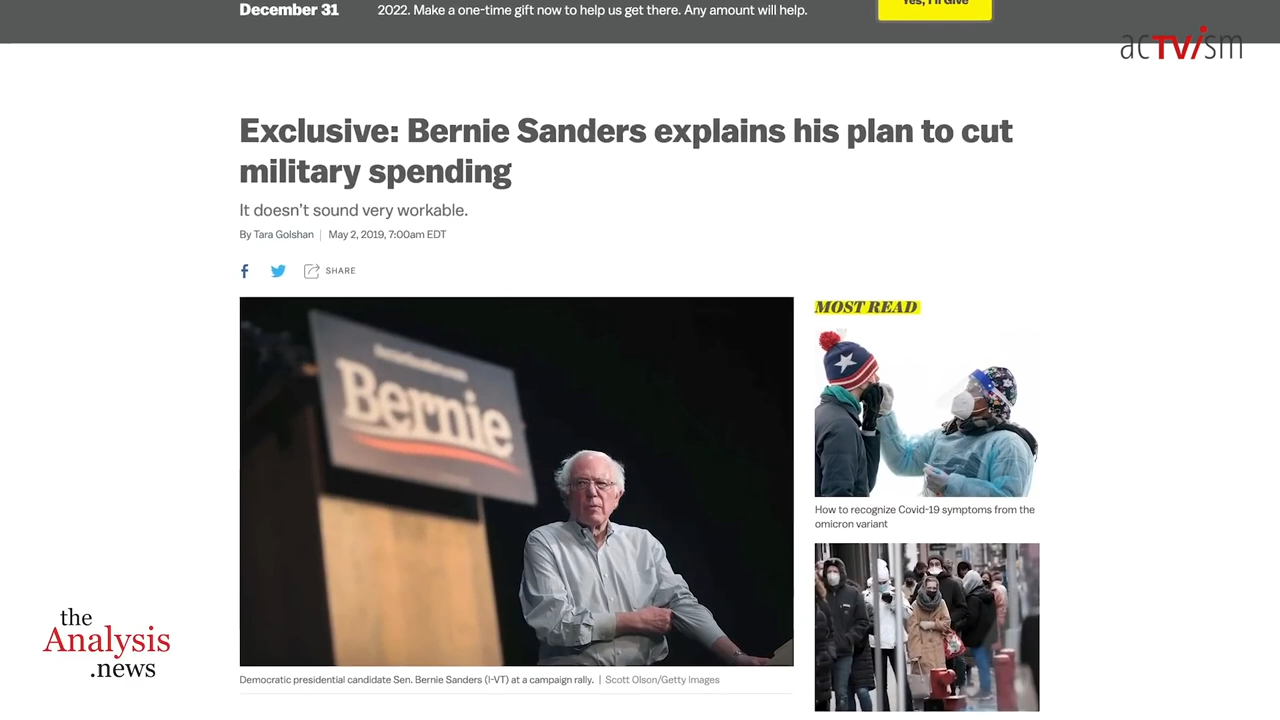 December 31
2022. Make a one-time gift now to help us get there. Any amount will help.
Yes, I'll Give
acTVism
Exclusive: Bernie Sanders explains his plan to cut
military spending
It doesn't sound very workable.
By Tara Golshan | May 2, 2019, 7:00am EDT
SHARE
MOST READ
Bernie
How to recognize Covid-19 symptoms from the
omicron variant
the
Analysis
.news
Democratic presidential candidate Sen. Bernie Sanders (I-VT) at a campaign rally. | Scott Olson/Getty Images